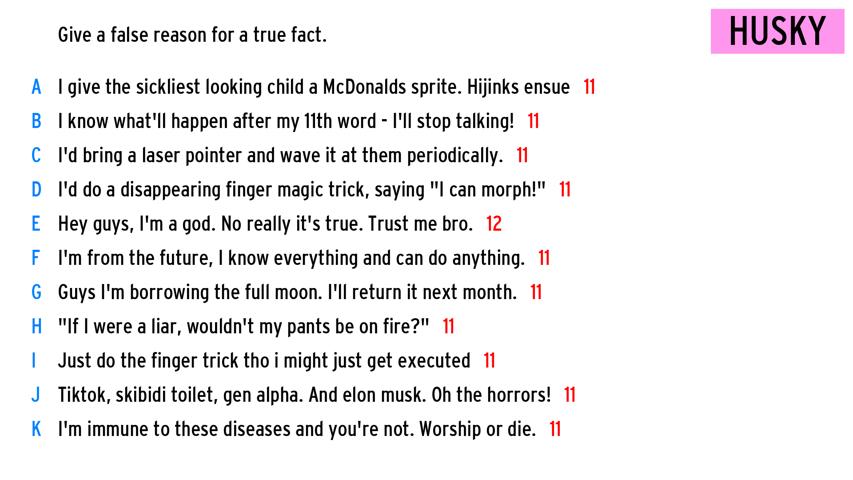 Give a false reason for a true fact.
HUSKY
A I give the sickliest looking child a McDonalds sprite. Hijinks ensue 11
B I know what'll happen after my 11th word - I'll stop talking! 11
C I'd bring a laser pointer and wave it at them periodically. 11
D I'd do a disappearing finger magic trick, saying "I can morph!" 11
E Hey guys, I'm a god. No really it's true. Trust me bro. 12
F I'm from the future, I know everything and can do anything. 11
G Guys I'm borrowing the full moon. I'll return it next month. 11
H "If I were a liar, wouldn't my pants be on fire?" 11
I Just do the finger trick tho i might just get executed 11
J Tiktok, skibidi toilet, gen alpha. And elon musk. Oh the horrors! 11
K I'm immune to these diseases and you're not. Worship or die. 11